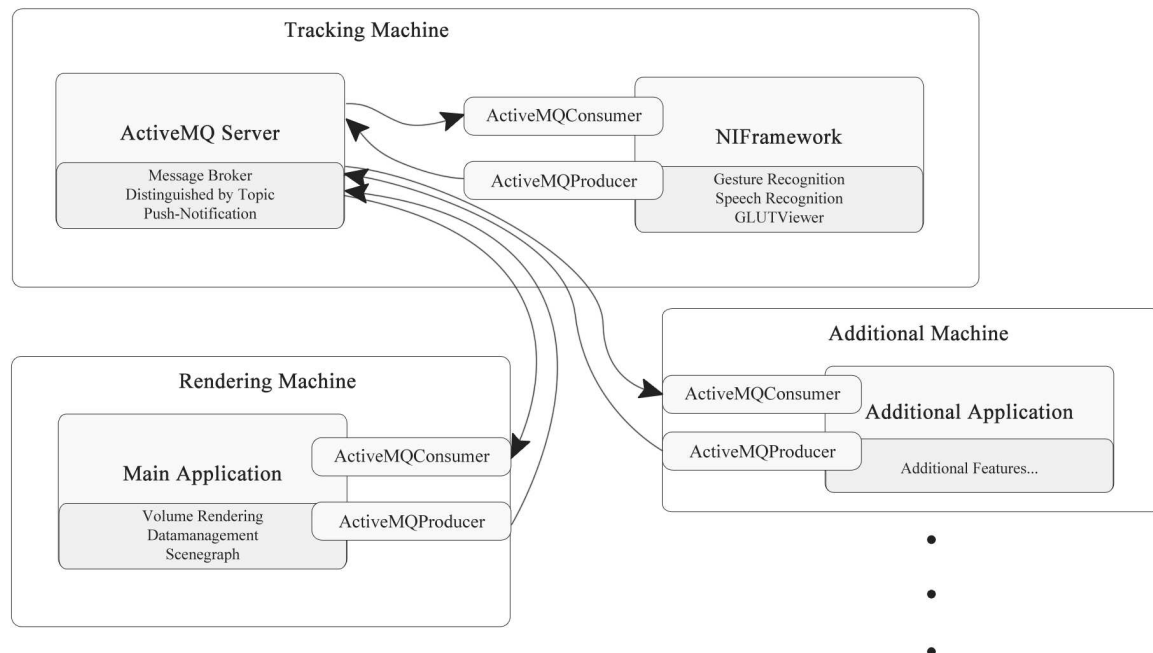 Tracking Machine
ActiveMQ Server
Message Broker
Distinguished by Topic
Push-Notification
ActiveMQConsumer
ActiveMQProducer
NIFramework
Gesture Recognition
Speech Recognition
GLUTViewer
Rendering Machine
Main Application
Volume Rendering
Datamanagement
Scenegraph
ActiveMQConsumer
ActiveMQProducer
Additional Machine
ActiveMQConsumer
ActiveMQProducer
Additional Application
Additional Features...